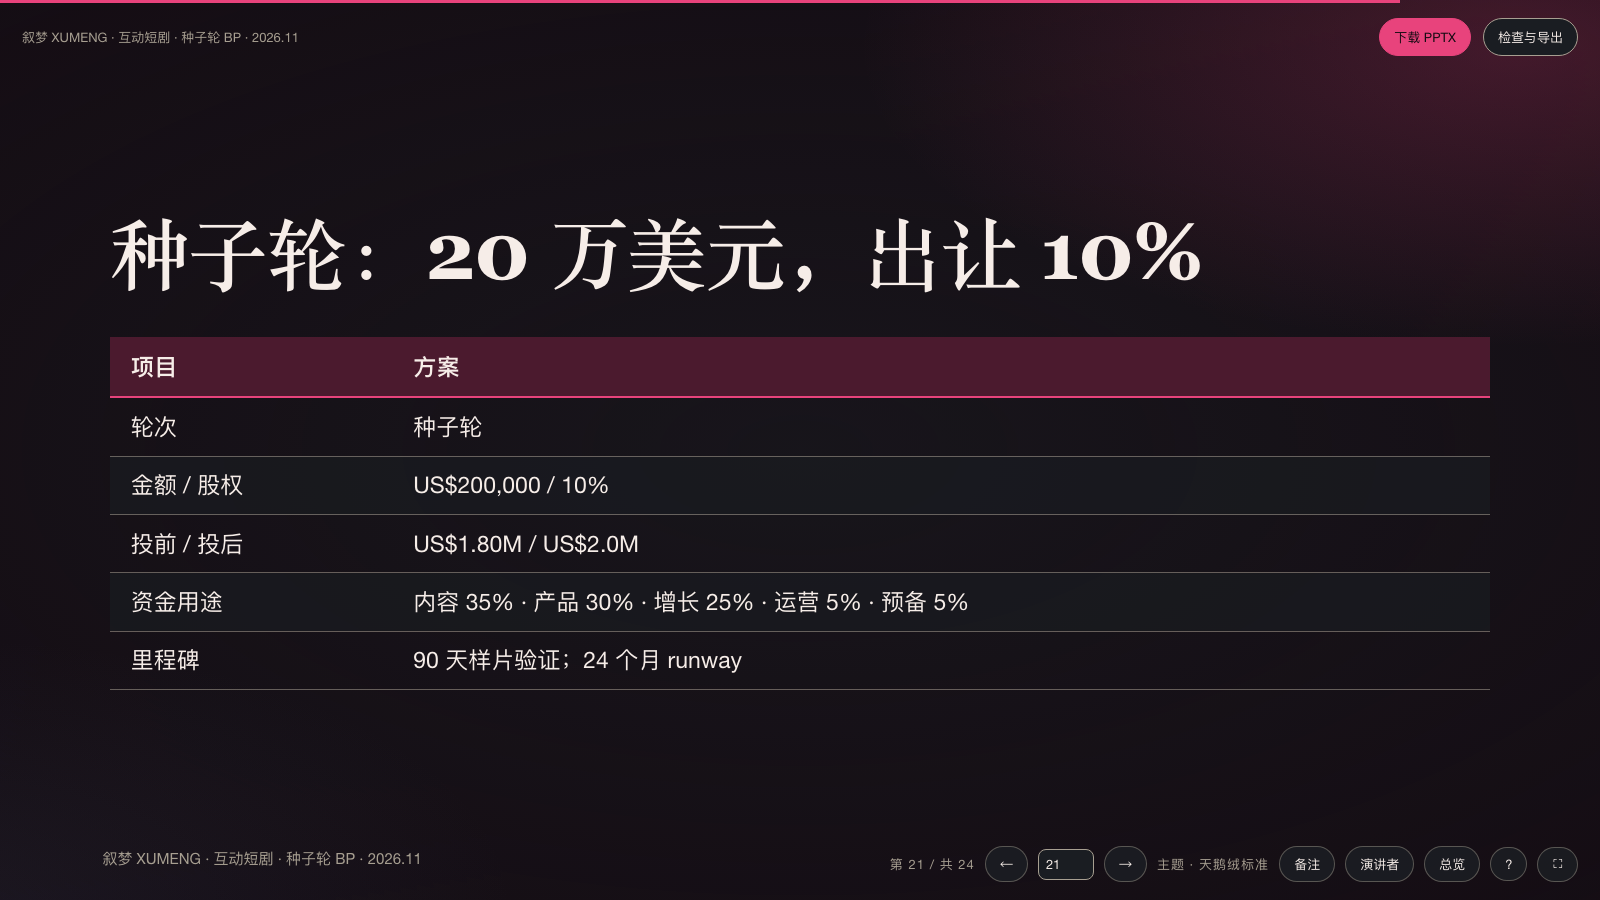 叙梦 XUMENG · 互动短剧 · 种子轮 BP · 2026.11
下载 PPTX
检查与导出
种子轮：20 万美元，出让 10%
项目 方案
轮次 种子轮
金额 / 股权 US$200,000 / 10%
投前 / 投后 US$1.80M / US$2.0M
资金用途 内容 35% · 产品 30% · 增长 25% · 运营 5% · 预备 5%
里程碑 90 天样片验证；24 个月 runway
叙梦 XUMENG · 互动短剧 · 种子轮 BP · 2026.11
第 21 / 共 24 ← 21 → 主题 · 天鹅绒标准 备注 演讲者 总览 ?